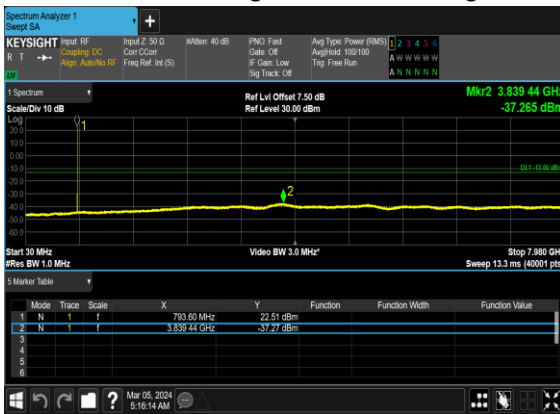 Spectrum Analyzer 1
Swept SA
+
KEYSIGHT Input: RF Input Z: 50 Ω #Atten: 40 dB PNO: Fast Avg Type: Power (RMS) 1 2 3 4 5 6
R T Coupling: DC Corr CCorr Gate: Off Avg|Hold: 100/100 A W W W W W
Align: Auto/No RF Freq Ref: Int (S) IF Gain: Low Trig: Free Run
Sig Track: Off A N N N N N
LV
1 Spectrum Ref Lvl Offset 7.50 dB Mkr2 3.839 44 GHz
Scale/Div 10 dB Ref Level 30.00 dBm -37.265 dBm
Log
20.0 1
10.0
0.00
-10.0 DL1 -13.00 dBm
-20.0
-30.0 2
-40.0
-50.0
-60.0
Start 30 MHz Video BW 3.0 MHz* Stop 7.980 GHz
#Res BW 1.0 MHz Sweep 13.3 ms (40001 pts)
5 Marker Table
Mode Trace Scale X Y Function Function Width Function Value
1 N 1 f 793.60 MHz 22.51 dBm
2 N 1 f 3.839 44 GHz -37.27 dBm
3
4
5
6
? Mar 05, 2024
5:16:14 AM